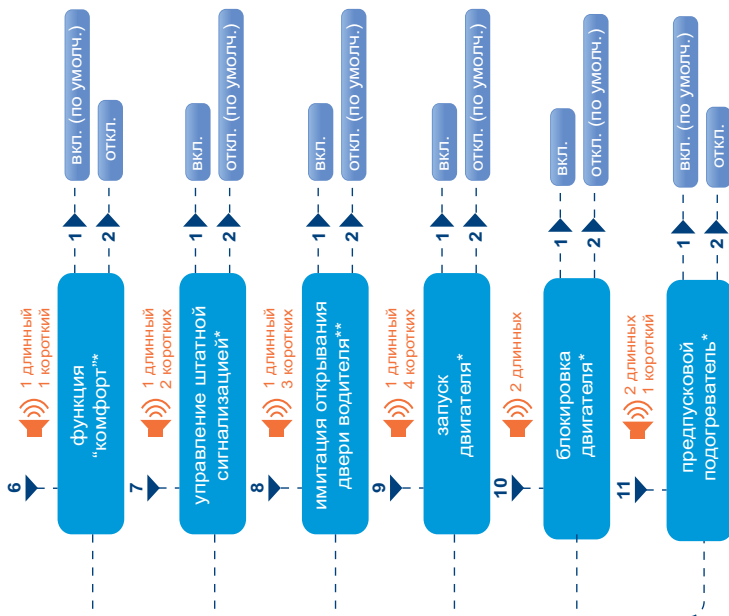 6
1 длинный
1 короткий
функция
“комфорт”*
1
вкл. (по умолч.)
2
откл.
7
1 длинный
2 коротких
управление штатной
сигнализацией*
1
вкл.
2
откл. (по умолч.)
8
1 длинный
3 коротких
имитация открывания
двери водителя**
1
вкл.
2
откл. (по умолч.)
9
1 длинный
4 коротких
запуск
двигателя*
1
вкл.
2
откл. (по умолч.)
10
2 длинных
блокировка
двигателя*
1
вкл.
2
откл. (по умолч.)
11
2 длинных
1 короткий
предпусковой
подогреватель*
1
вкл. (по умолч.)
2
откл.